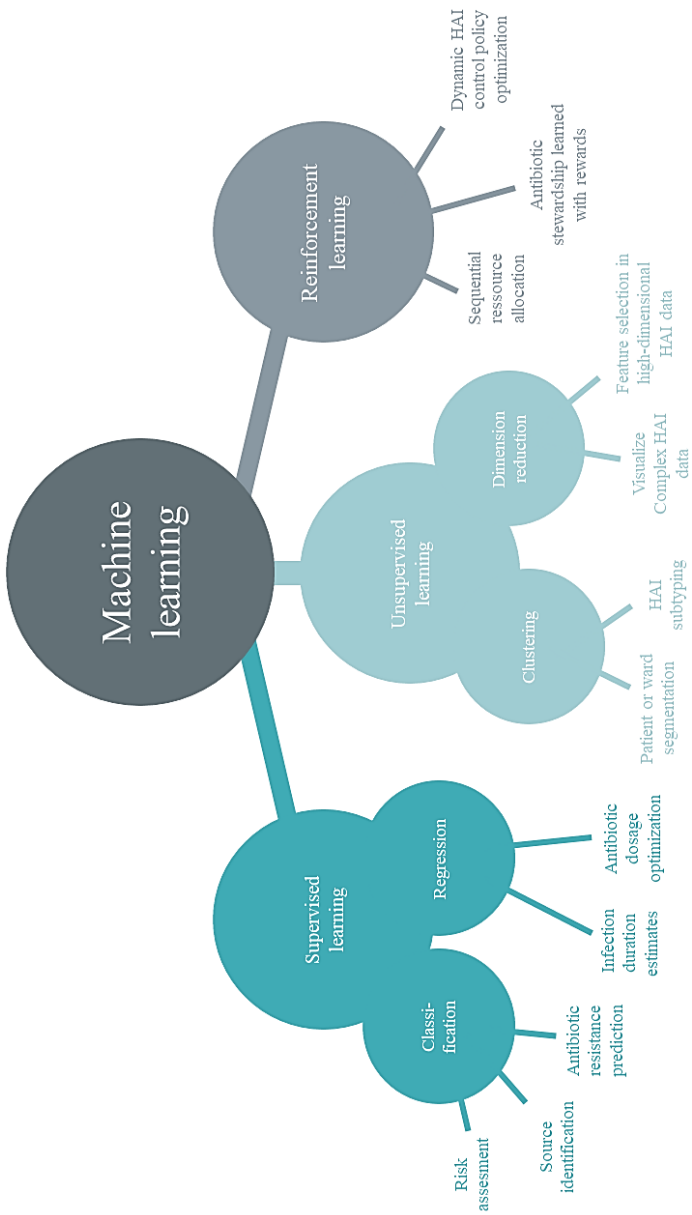 Machine
learning
Supervised
learning
Classi-
fication
Risk
assesment
Source
identification
Antibiotic
resistance
prediction
Regression
Infection
duration
estimates
Antibiotic
dosage
optimization
Unsupervised
learning
Clustering
Patient or ward
segmentation
HAI
subtyping
Dimension
reduction
Visualize
Complex HAI
data
Feature selection in
high-dimensional
HAI data
Reinforcement
learning
Sequential
ressource
allocation
Antibiotic
stewardship learned
with rewards
Dynamic HAI
control policy
optimization